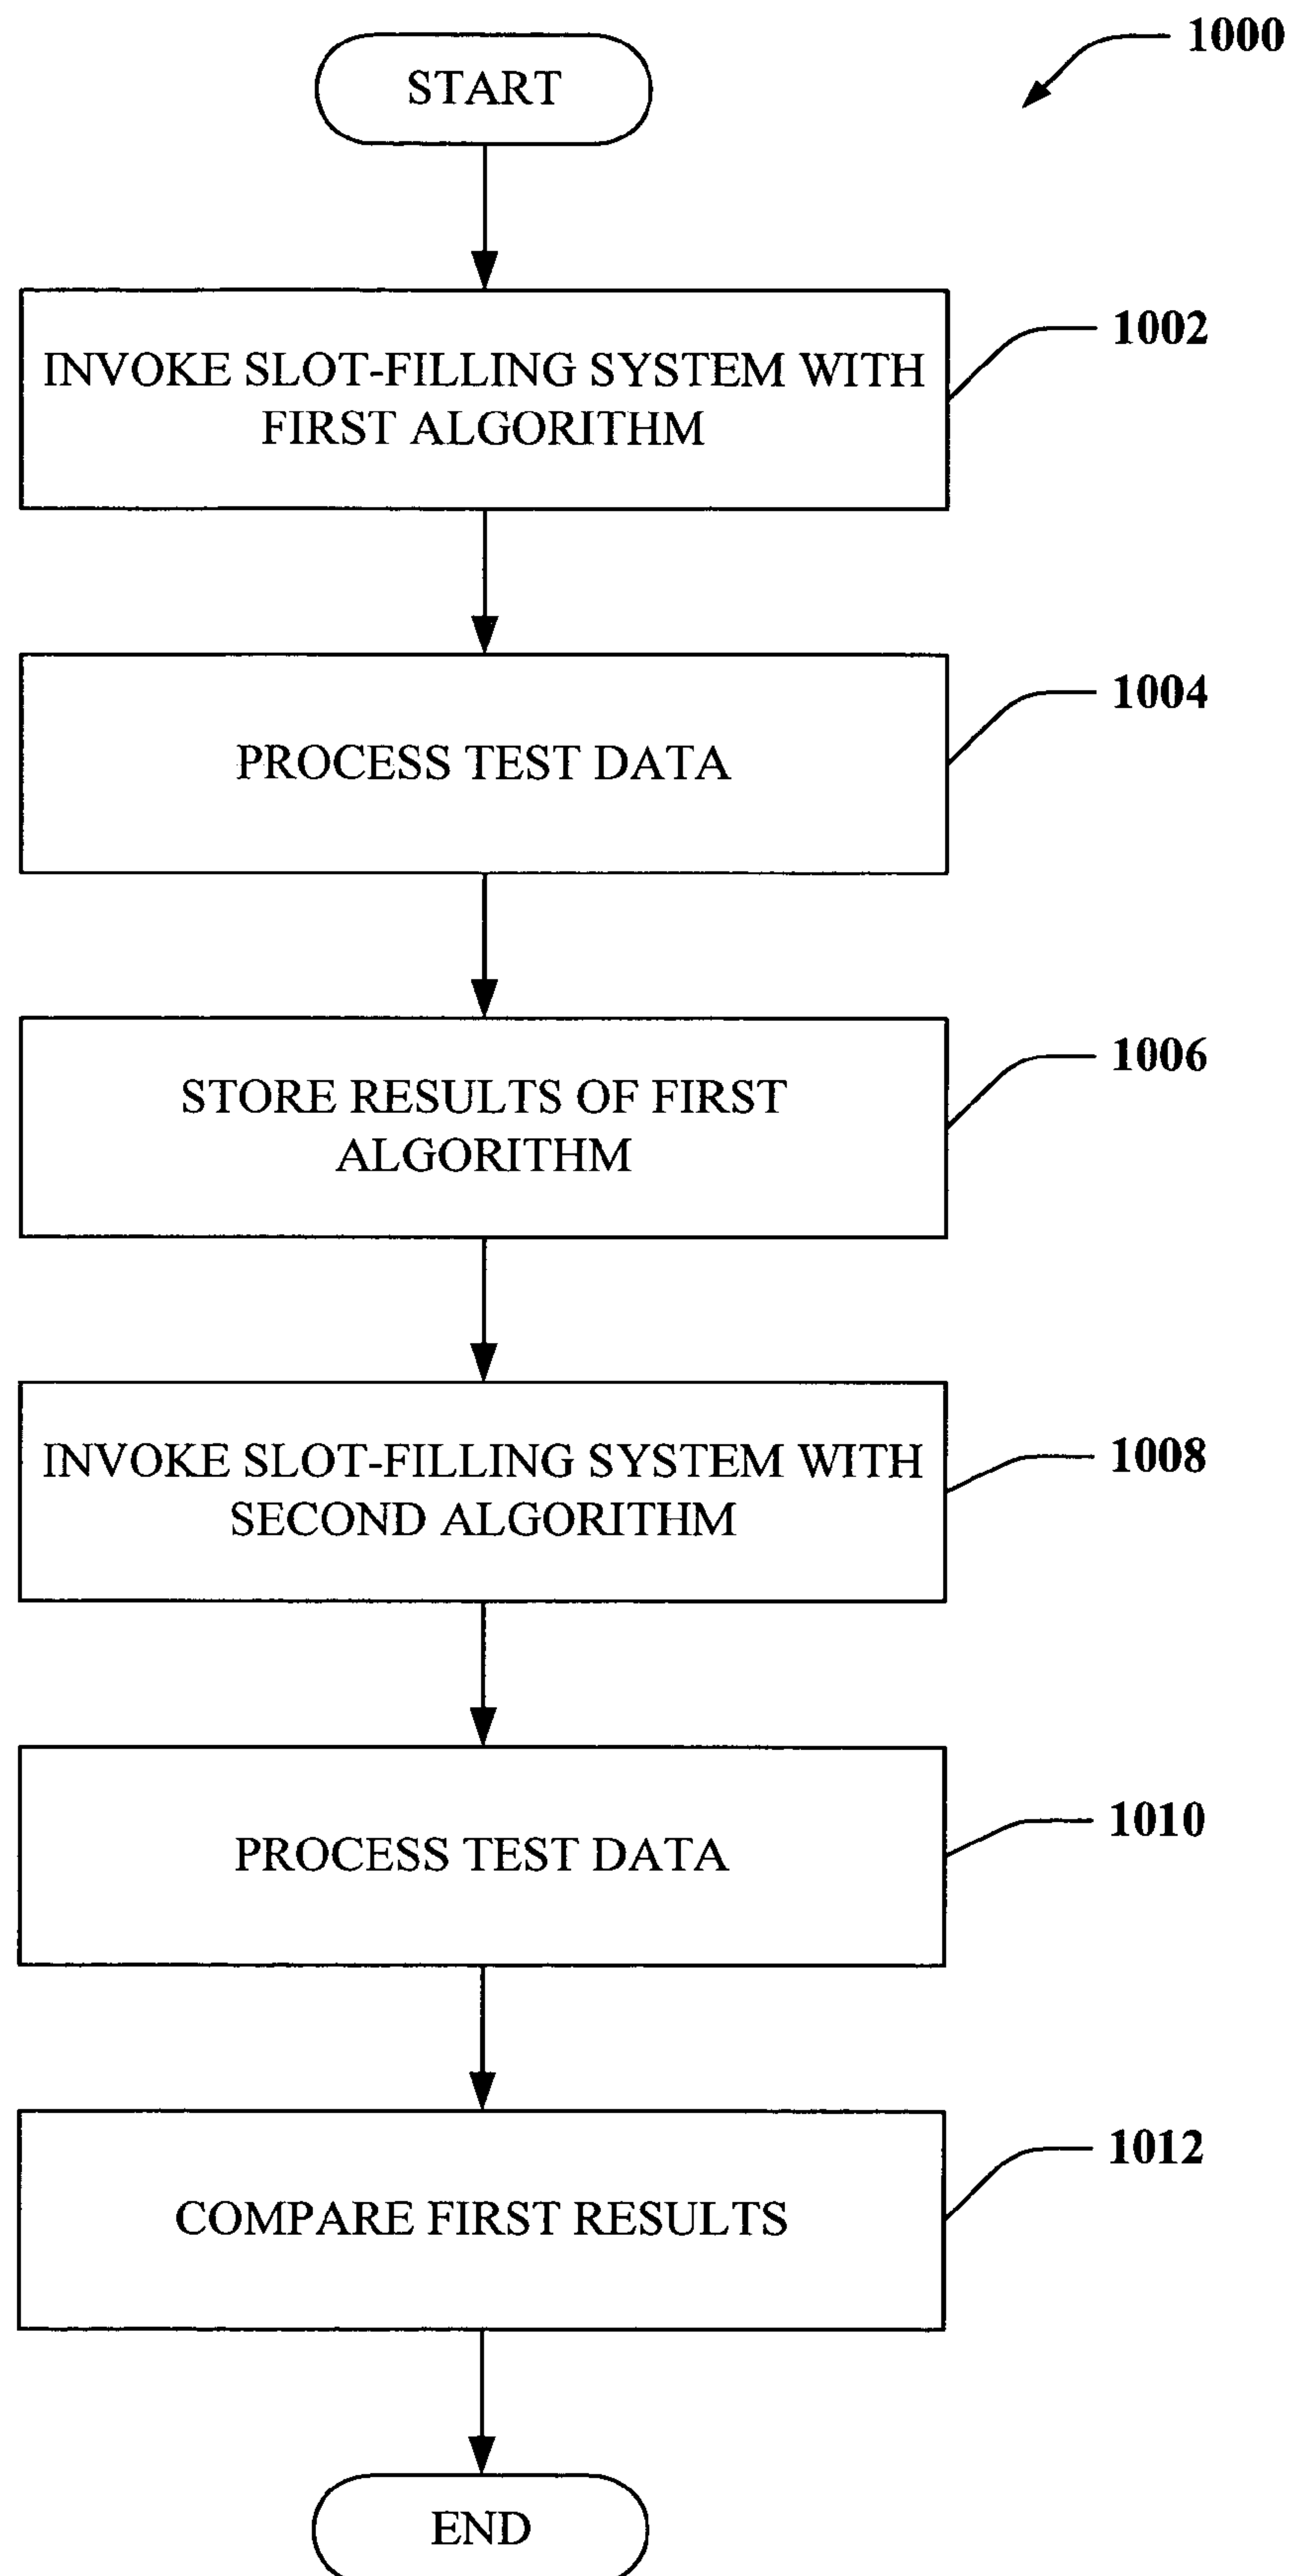 1000
START
INVOKE SLOT-FILLING SYSTEM WITH
FIRST ALGORITHM
1002
PROCESS TEST DATA
1004
STORE RESULTS OF FIRST
ALGORITHM
1006
INVOKE SLOT-FILLING SYSTEM WITH
SECOND ALGORITHM
1008
PROCESS TEST DATA
1010
COMPARE FIRST RESULTS
1012
END